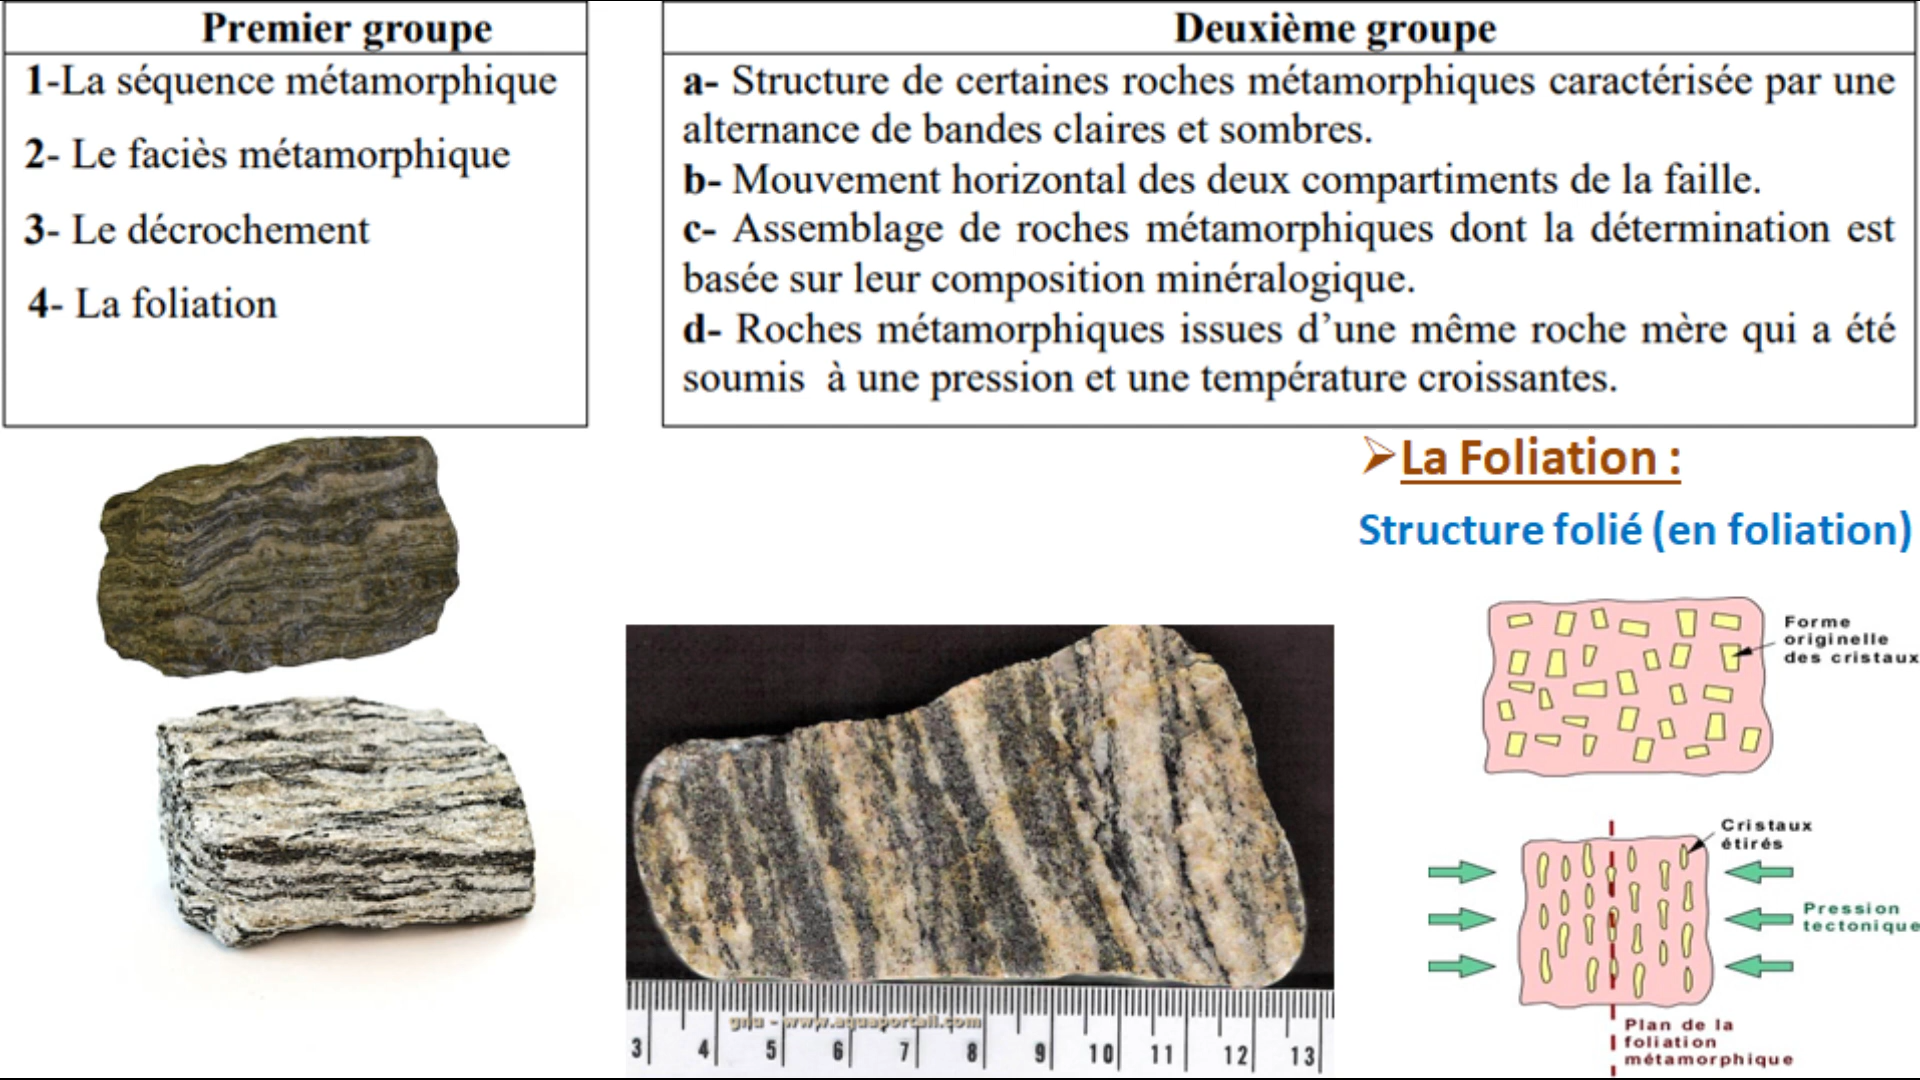 Premier groupe
1-La séquence métamorphique
2- Le faciès métamorphique
3- Le décrochement
4- La foliation
Deuxième groupe
a- Structure de certaines roches métamorphiques caractérisée par une
alternance de bandes claires et sombres.
b- Mouvement horizontal des deux compartiments de la faille.
c- Assemblage de roches métamorphiques dont la détermination est
basée sur leur composition minéralogique.
d- Roches métamorphiques issues d’une même roche mère qui a été
soumis à une pression et une température croissantes.
La Foliation :
Structure folié (en foliation)
Forme
originelle
des cristaux
Cristaux
étirés
Pression
tectonique
Plan de la
foliation
métamorphique
gnu - www.aquaportail.com
3 4 5 6 7 8 9 10 11 12 13